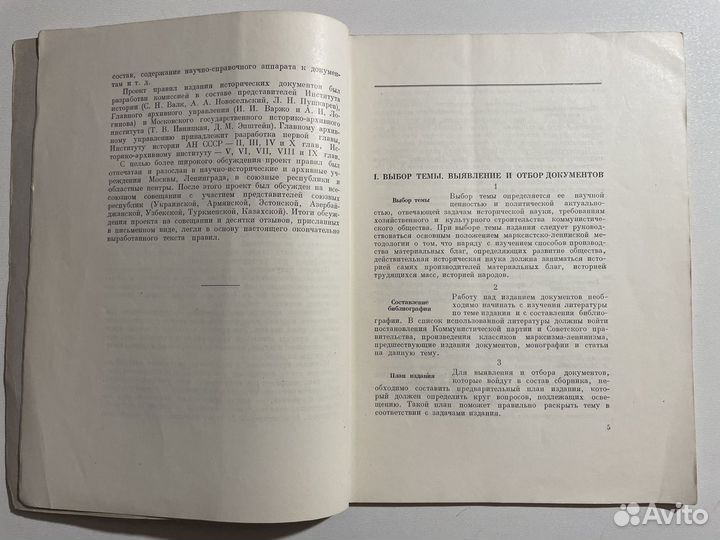 состав, содержание научно-справочного аппарата к докумен-
там и т. д.
Проект правил издания исторических документов был
разработан комиссией в составе представителей Института
истории (С. Н. Валк, А. А. Новосельский, Л. Н. Пушкарев),
Главного архивного управления (И. И. Варжо и А. П. Ло-
гинова) и Московского государственного историко-архивного
института (Т. В. Ивницкая, Д. М. Эпштейн). Главному архив-
ному управлению принадлежит разработка первой главы,
Институту истории АН СССР — II, III, IV и X глав, Ис-
торико-архивному институту — V, VI, VII, VIII и IX глав.
С целью более широкого обсуждения проект правил был
отпечатан и разослан в научно-исторические и архивные уч-
реждения Москвы, Ленинграда, в союзные республики и
областные центры. После этого проект был обсужден на все-
союзном совещании с участием представителей союзных
республик (Украинской, Армянской, Эстонской, Азербай-
джанской, Узбекской, Туркменской, Казахской). Итоги обсуж-
дения проекта на совещании и десятки отзывов, присланных
в письменном виде, легли в основу настоящего окончательно
выработанного текста правил.
I. ВЫБОР ТЕМЫ. ВЫЯВЛЕНИЕ И ОТБОР ДОКУМЕНТОВ
1
Выбор темы Выбор темы определяется ее научной
ценностью и политической актуально-
стью, отвечающей задачам исторической науки, требованиям
хозяйственного и культурного строительства коммунистиче-
ского общества. При выборе темы издания следует руковод-
ствоваться основным положением марксистско-ленинской ме-
тодологии о том, что наряду с изучением способов производ-
ства материальных благ, определяющих развитие общества,
действительная историческая наука должна заниматься исто-
рией самих производителей материальных благ, историей
трудящихся масс, историей народов.
2
Составление
библиографии
Работу над изданием документов необ-
ходимо начинать с изучения литературы
по теме издания и с составления библио-
графии. В список использованной литературы должны войти
постановления Коммунистической партии и Советского пра-
вительства, произведения классиков марксизма-ленинизма,
предшествующие издания документов, монографии и статьи
на данную тему.
3
План издания Для выявления и отбора документов,
которые войдут в состав сборника, не-
обходимо составить предварительный план издания, кото-
рый должен определить круг вопросов, подлежащих осве-
щению. Такой план поможет правильно раскрыть тему в
соответствии с задачами издания.
5
Avito